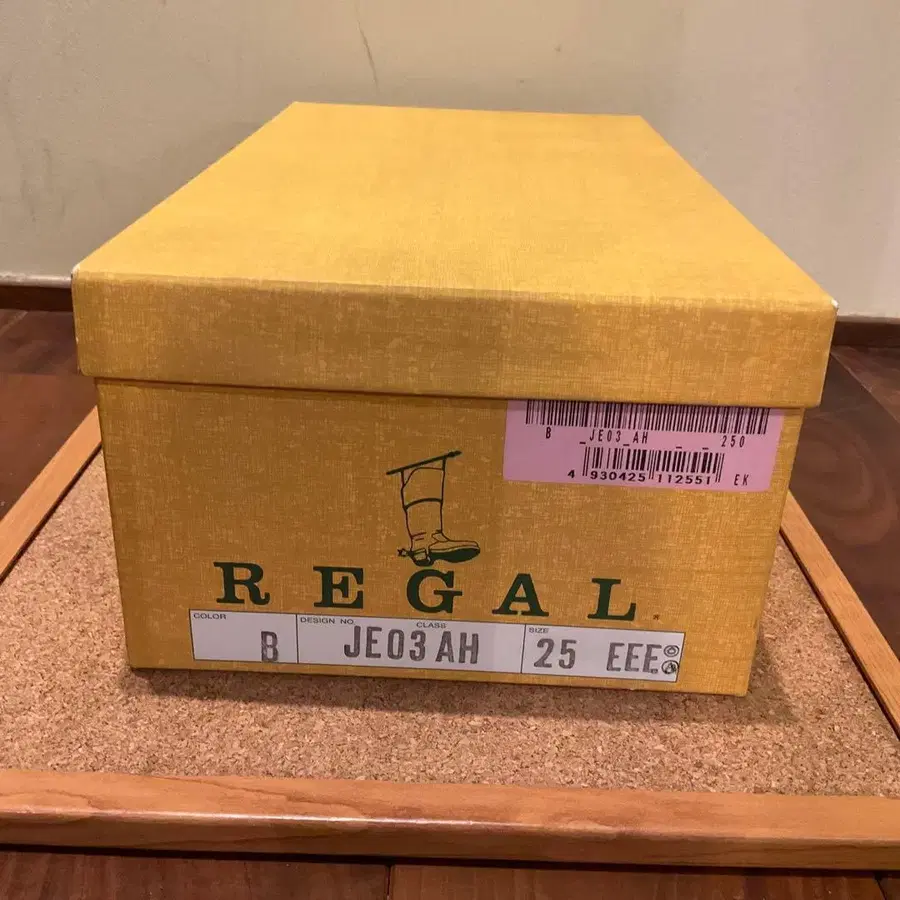 B _JE03_AH _ _ 250
4 930425 112551 EK
REGAL
COLOR DESIGN NO. CLASS SIZE
B JE03 AH 25 EEE